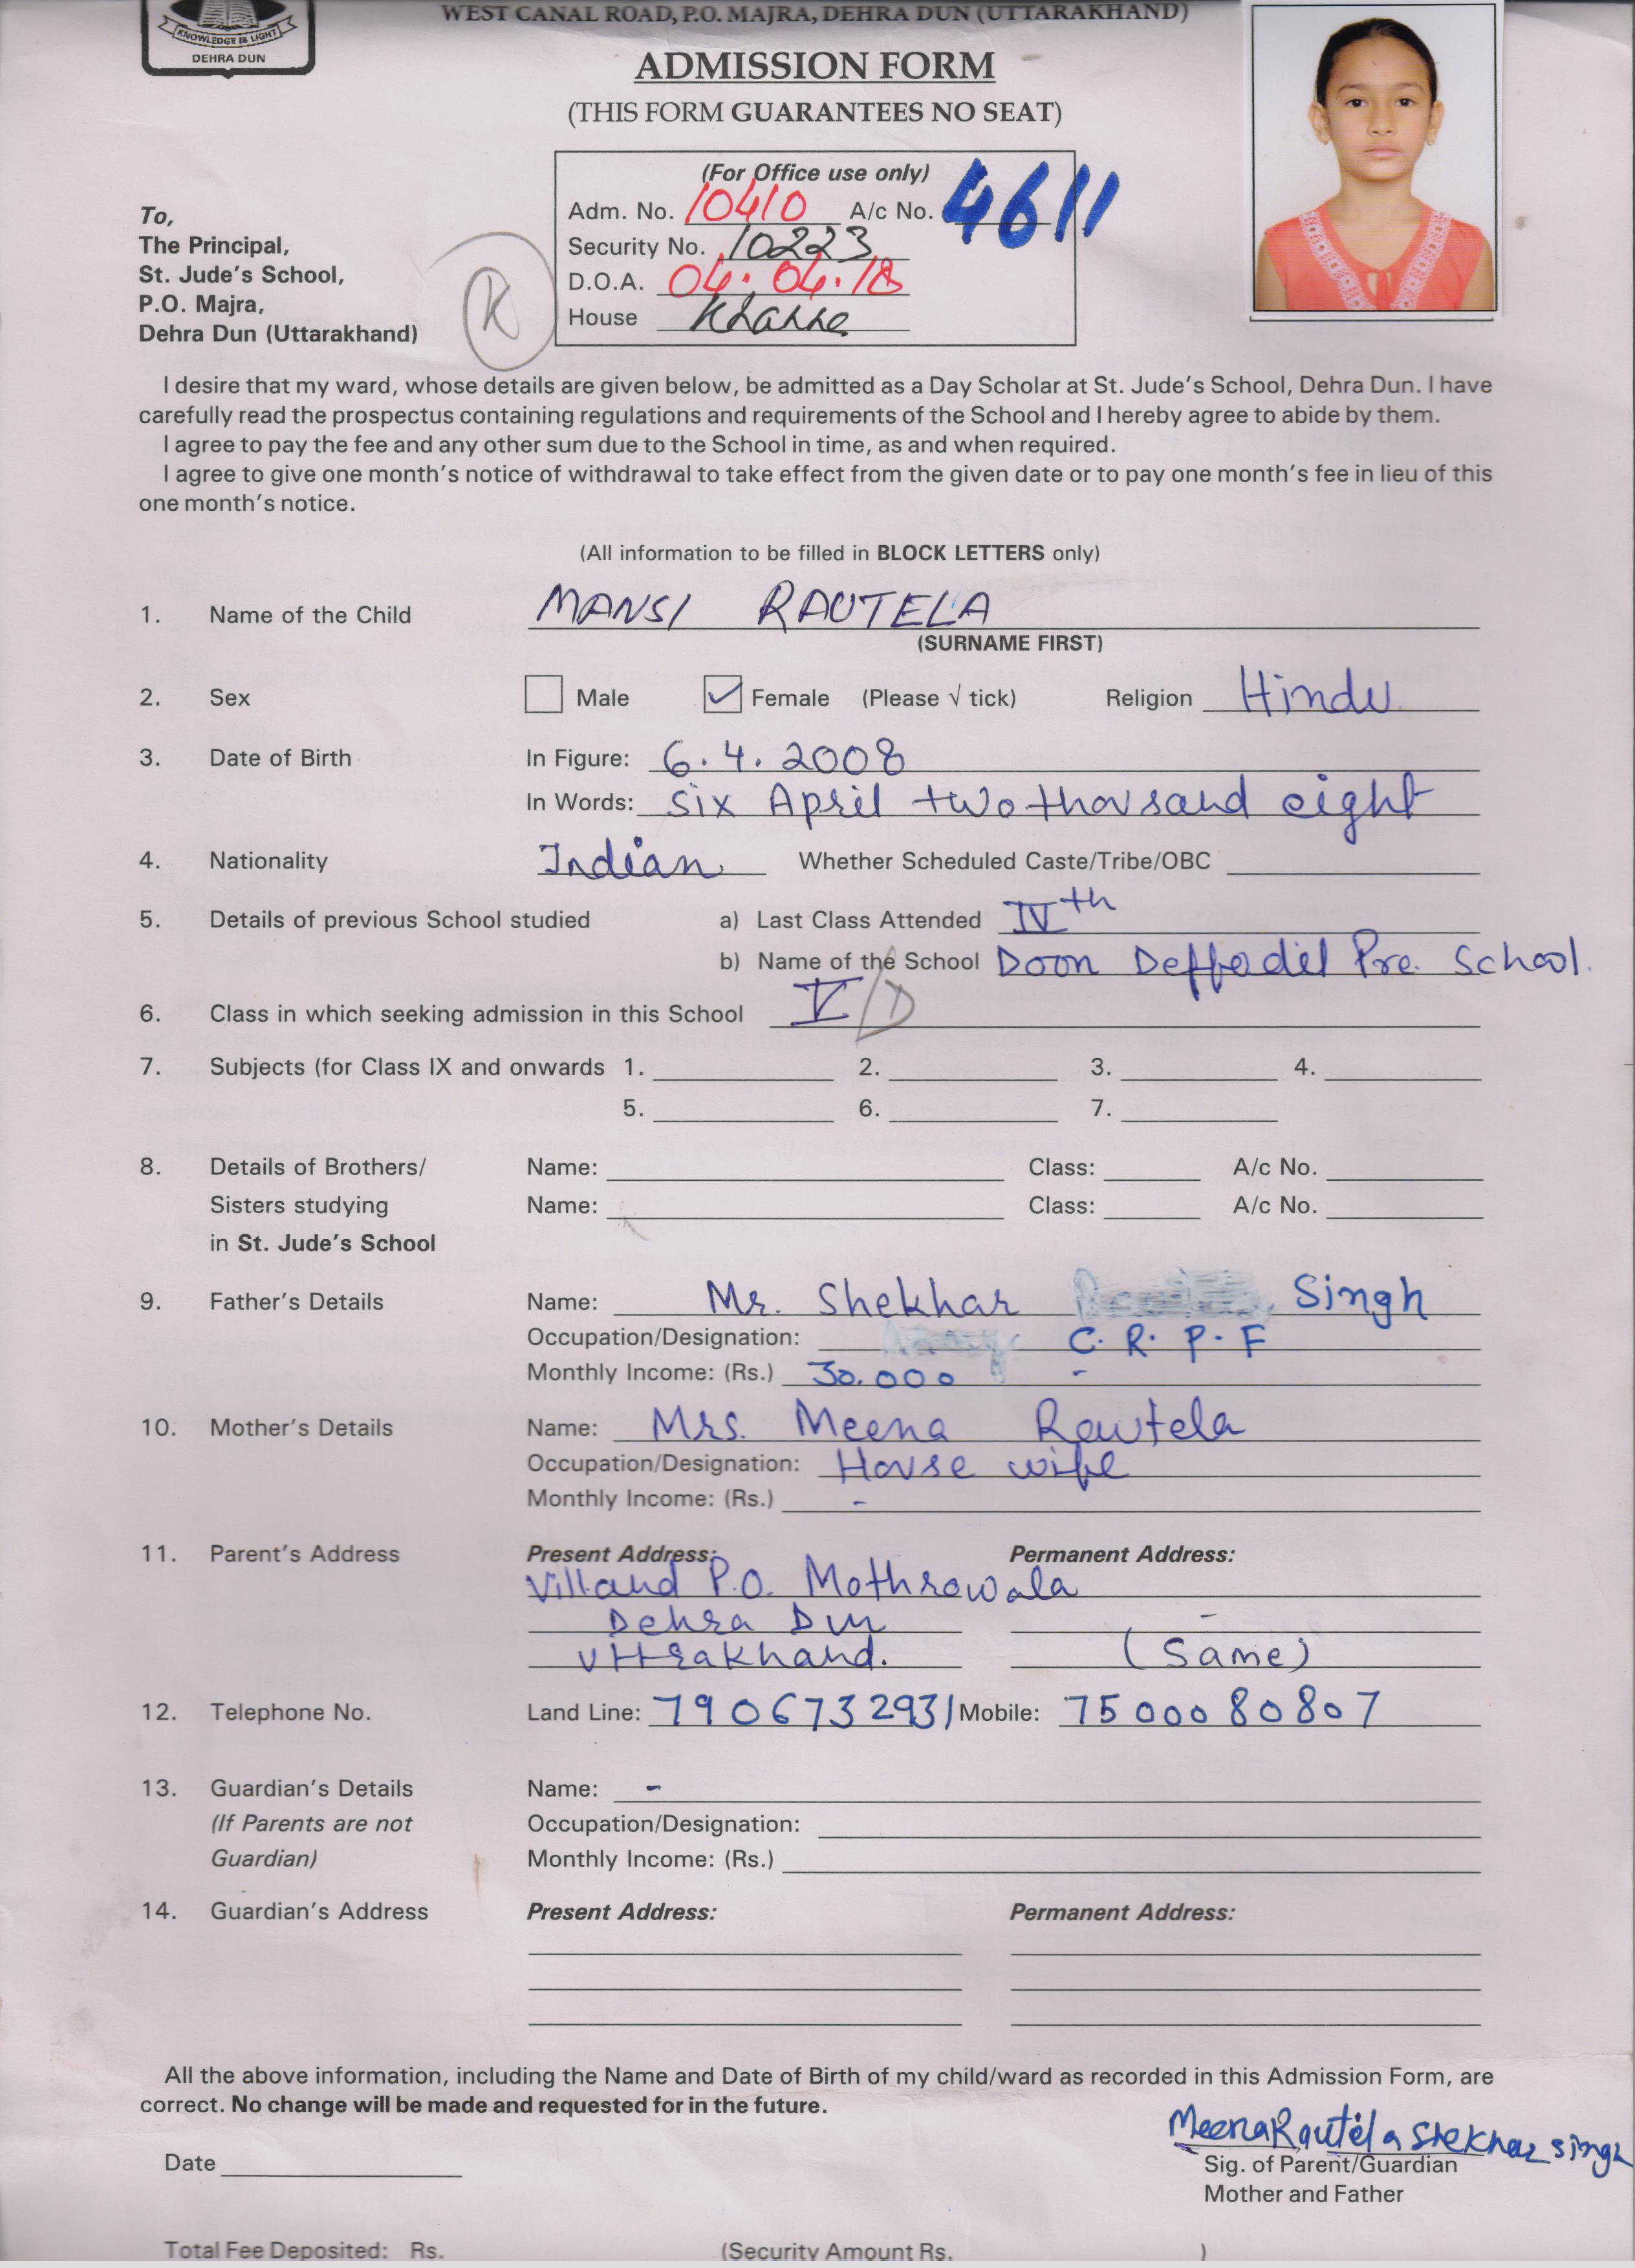 WEST CANAL ROAD, P.O. MAJRA, DEHRA DUN (UTTARAKHAND)
KNOWLEDGE IS LIGHT
DEHRA DUN
ADMISSION FORM
(THIS FORM GUARANTEES NO SEAT)
(For Office use only)
Adm. No. 10410 A/c No. 4611
Security No. 10223
D.O.A. 04.04.18
House
K
To,
The Principal,
St. Jude's School,
P.O. Majra,
Dehra Dun (Uttarakhand)
I desire that my ward, whose details are given below, be admitted as a Day Scholar at St. Jude's School, Dehra Dun. I have
carefully read the prospectus containing regulations and requirements of the School and I hereby agree to abide by them.
I agree to pay the fee and any other sum due to the School in time, as and when required.
I agree to give one month's notice of withdrawal to take effect from the given date or to pay one month's fee in lieu of this
one month's notice.
(All information to be filled in BLOCK LETTERS only)
1. Name of the Child MANSI RAUTELA
(SURNAME FIRST)
2. Sex Male ✓ Female (Please √ tick) Religion Hindu
3. Date of Birth In Figure: 6.4.2008
In Words: six April two thousand eight
4. Nationality Indian Whether Scheduled Caste/Tribe/OBC
5. Details of previous School studied a) Last Class Attended IVth
b) Name of the School Doon Deffodil Pre. School.
6. Class in which seeking admission in this School V/D
7. Subjects (for Class IX and onwards 1. 2. 3. 4.
5. 6. 7.
8. Details of Brothers/ Name: Class: A/c No.
Sisters studying Name: Class: A/c No.
in St. Jude's School
9. Father's Details Name: Mr. Shekhar Singh
Occupation/Designation: C.R.P.F
Monthly Income: (Rs.) 30.000 -
10. Mother's Details Name: Mrs. Meena Rautela
Occupation/Designation: House wife
Monthly Income: (Rs.) -
11. Parent's Address Present Address: Permanent Address:
Vill and P.O. Mothrowala
Dehra Dun -
Uttrakhand. (Same)
12. Telephone No. Land Line: 7906732931 Mobile: 7500080807
13. Guardian's Details Name: -
(If Parents are not Occupation/Designation:
Guardian) Monthly Income: (Rs.)
14. Guardian's Address Present Address: Permanent Address:
All the above information, including the Name and Date of Birth of my child/ward as recorded in this Admission Form, are
correct. No change will be made and requested for in the future.
Meena Rautela Shekhar Singh
Date Sig. of Parent/Guardian
Mother and Father
Total Fee Deposited: Rs. (Security Amount Rs. )